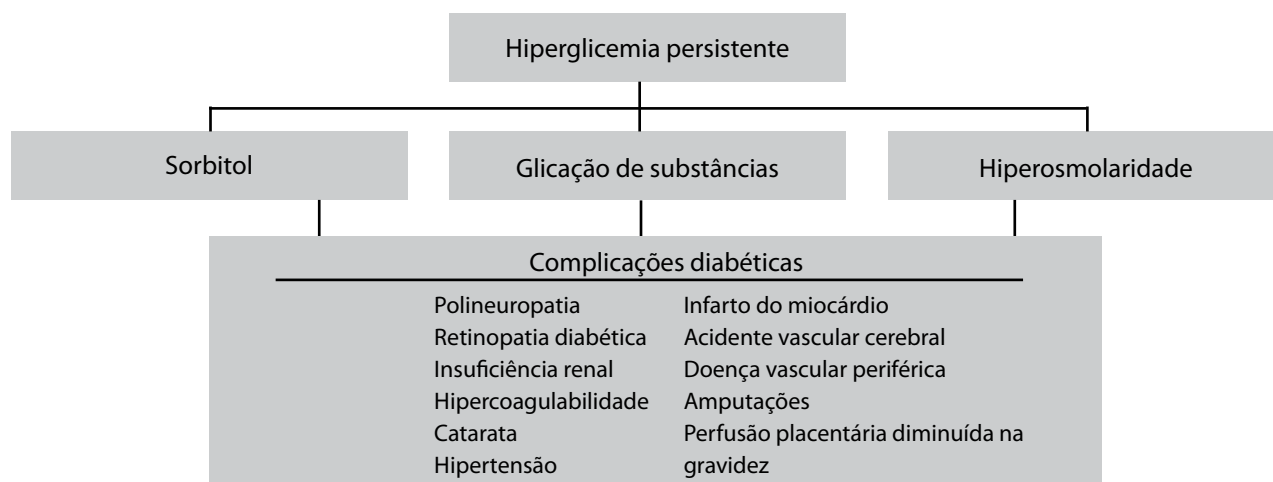 Hiperglicemia persistente
Sorbitol
Glicação de substâncias
Hiperosmolaridade
Complicações diabéticas
Polineuropatia
Retinopatia diabética
Insuficiência renal
Hipercoagulabilidade
Catarata
Hipertensão
Infarto do miocárdio
Acidente vascular cerebral
Doença vascular periférica
Amputações
Perfusão placentária diminuída na
gravidez